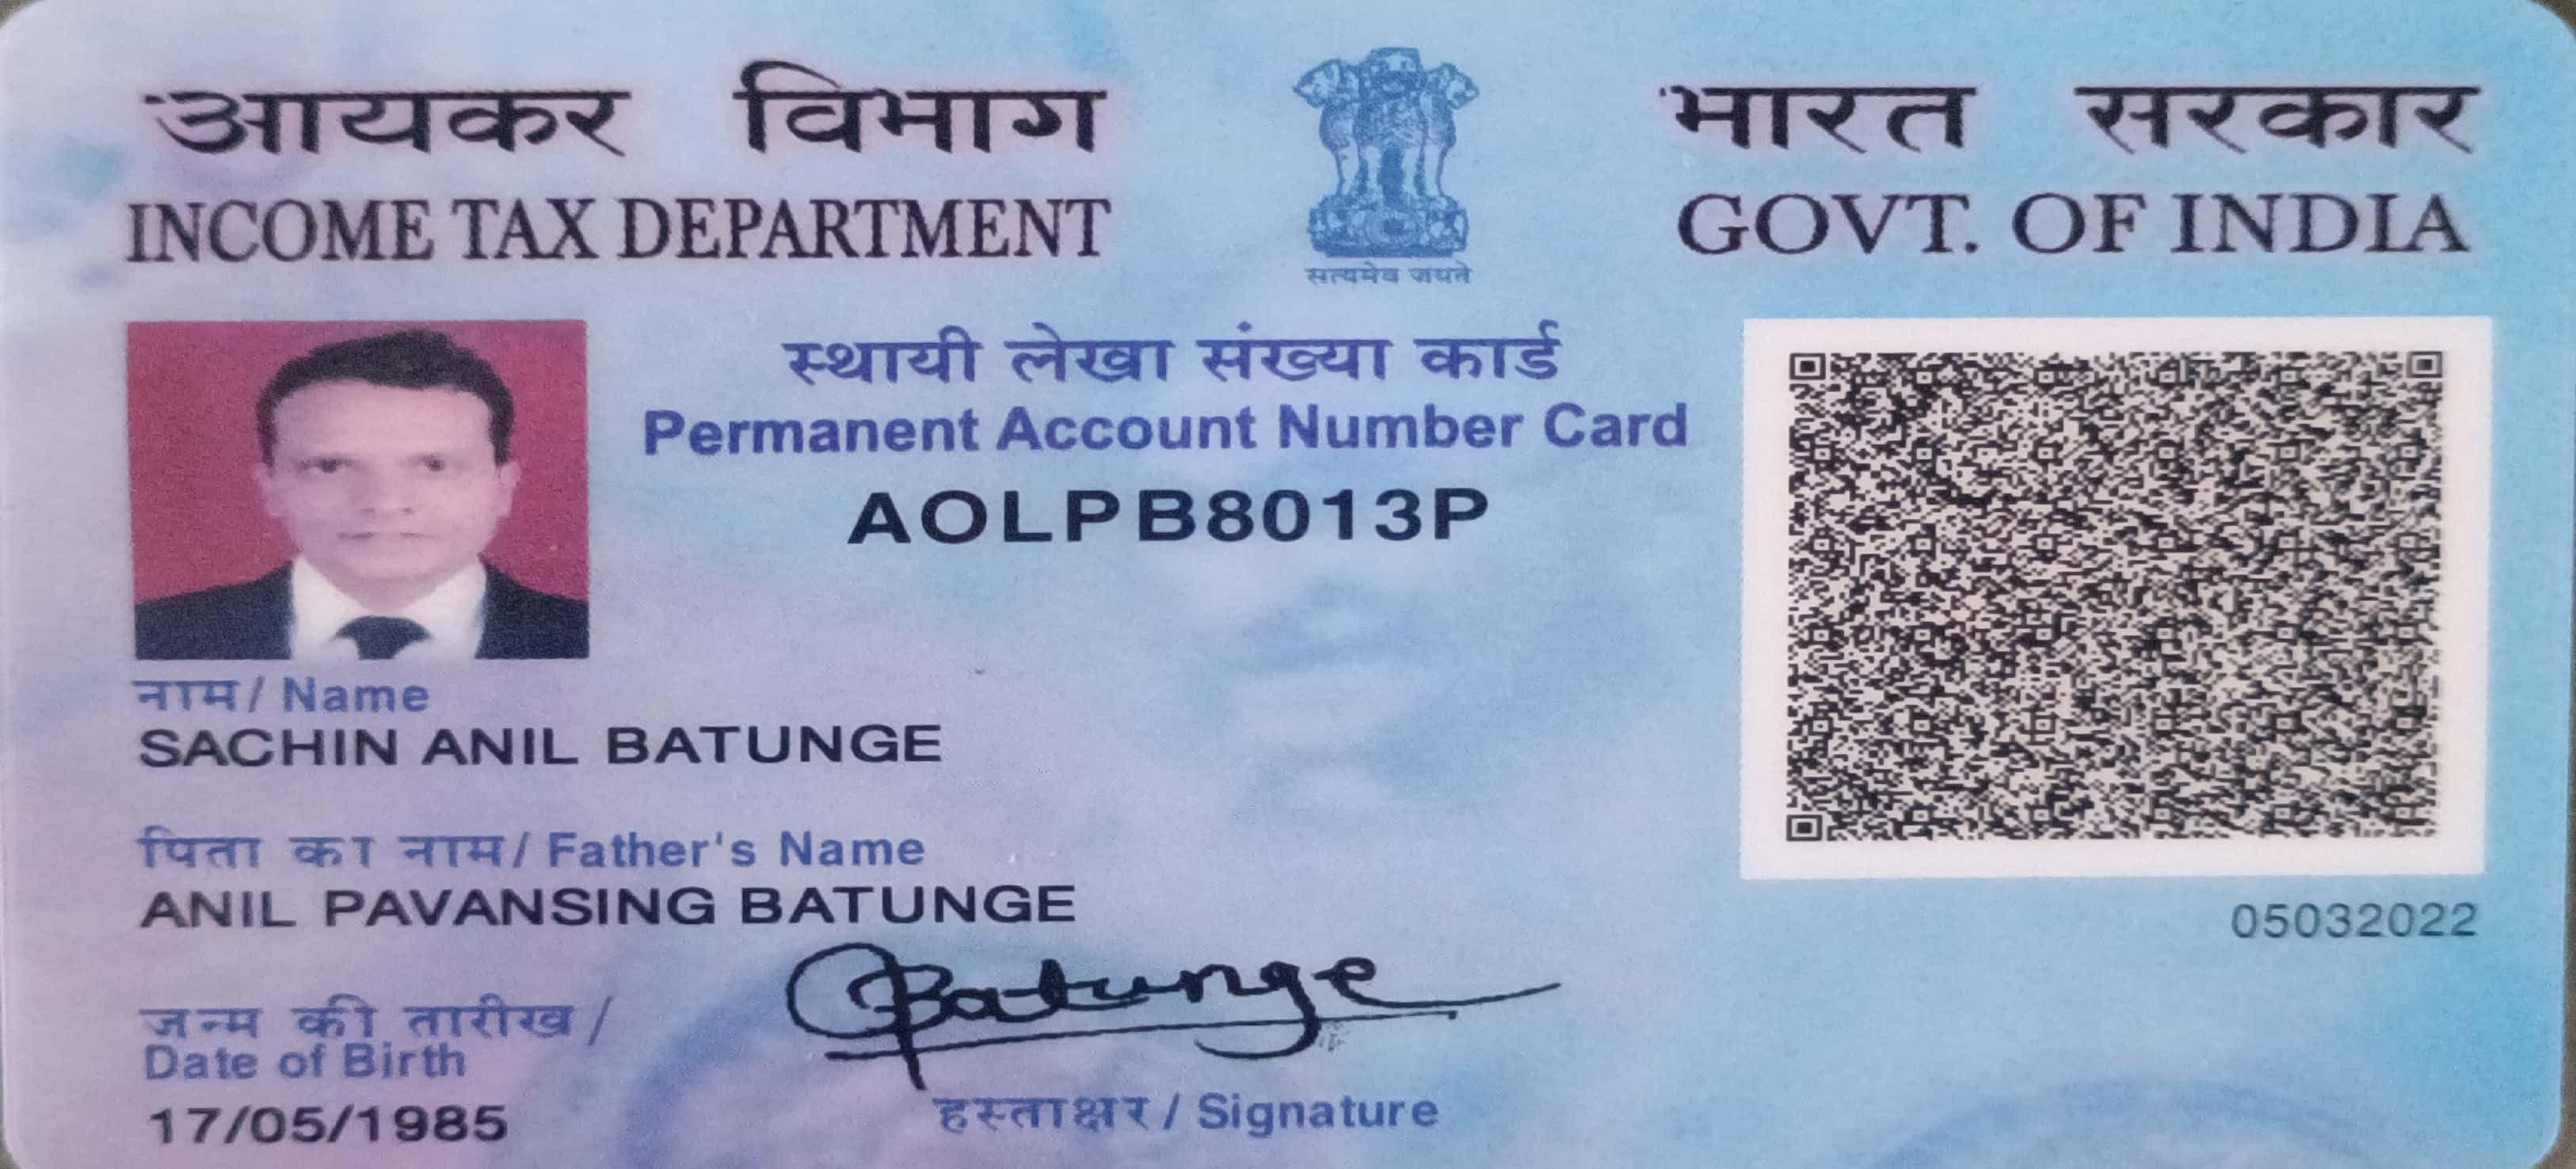 आयकर विभाग
INCOME TAX DEPARTMENT
सत्यमेव जयते
भारत सरकार
GOVT. OF INDIA
स्थायी लेखा संख्या कार्ड
Permanent Account Number Card
AOLPB8013P
नाम / Name
SACHIN ANIL BATUNGE
पिता का नाम / Father's Name
ANIL PAVANSING BATUNGE
05032022
जन्म की तारीख /
Date of Birth
17/05/1985
Batunge
हस्ताक्षर / Signature